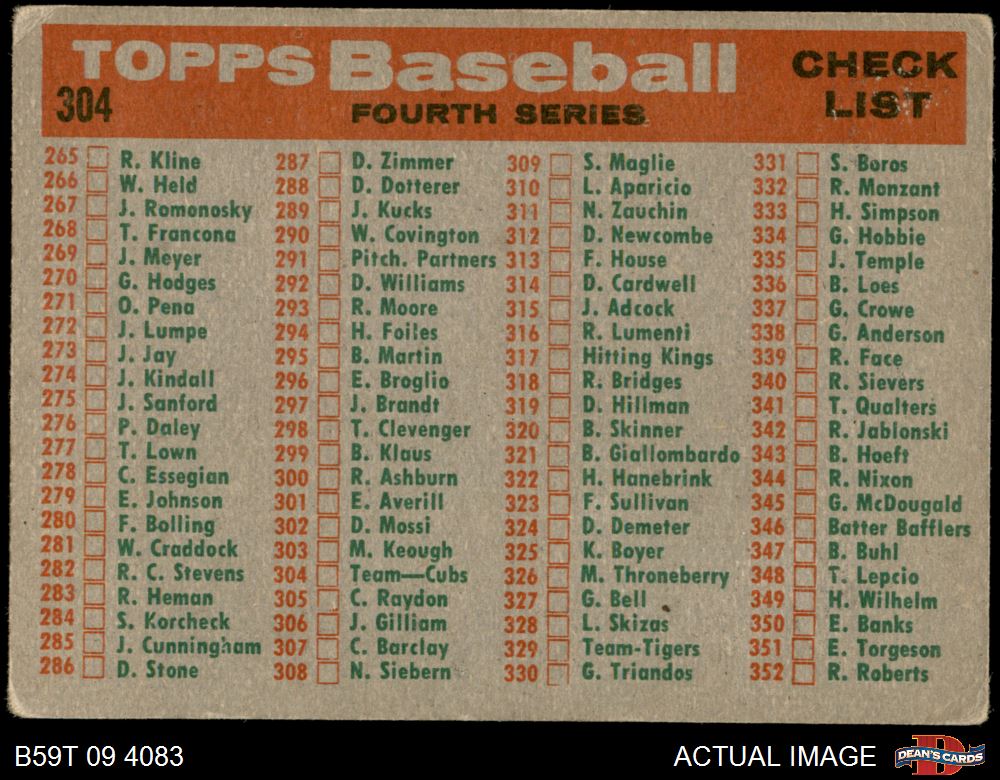 TOPPS Baseball
CHECK LIST
304
FOURTH SERIES
265 R. Kline
266 W. Held
267 J. Romonosky
268 T. Francona
269 J. Meyer
270 G. Hodges
271 O. Pena
272 J. Lumpe
273 J. Jay
274 J. Kindall
275 J. Sanford
276 P. Daley
277 T. Lown
278 C. Essegian
279 E. Johnson
280 F. Bolling
281 W. Craddock
282 R. C. Stevens
283 R. Heman
284 S. Korcheck
285 J. Cunningham
286 D. Stone
287 D. Zimmer
288 D. Dotterer
289 J. Kucks
290 W. Covington
291 Pitch. Partners
292 D. Williams
293 R. Moore
294 H. Foiles
295 B. Martin
296 E. Broglio
297 J. Brandt
298 T. Clevenger
299 B. Klaus
300 R. Ashburn
301 E. Averill
302 D. Mossi
303 M. Keough
304 Team—Cubs
305 C. Raydon
306 J. Gilliam
307 C. Barclay
308 N. Siebern
309 S. Maglie
310 L. Aparicio
311 N. Zauchin
312 D. Newcombe
313 F. House
314 D. Cardwell
315 J. Adcock
316 R. Lumenti
317 Hitting Kings
318 R. Bridges
319 D. Hillman
320 B. Skinner
321 B. Giallombardo
322 H. Hanebrink
323 F. Sullivan
324 D. Demeter
325 K. Boyer
326 M. Throneberry
327 G. Bell
328 L. Skizas
329 Team-Tigers
330 G. Triandos
331 S. Boros
332 R. Monzant
333 H. Simpson
334 G. Hobbie
335 J. Temple
336 B. Loes
337 G. Crowe
338 G. Anderson
339 R. Face
340 R. Sievers
341 T. Qualters
342 R. Jablonski
343 B. Hoeft
344 R. Nixon
345 G. McDougald
346 Batter Bafflers
347 B. Buhl
348 T. Lepcio
349 H. Wilhelm
350 E. Banks
351 E. Torgeson
352 R. Roberts
B59T 09 4083
ACTUAL IMAGE
D
DEAN'S CARDS